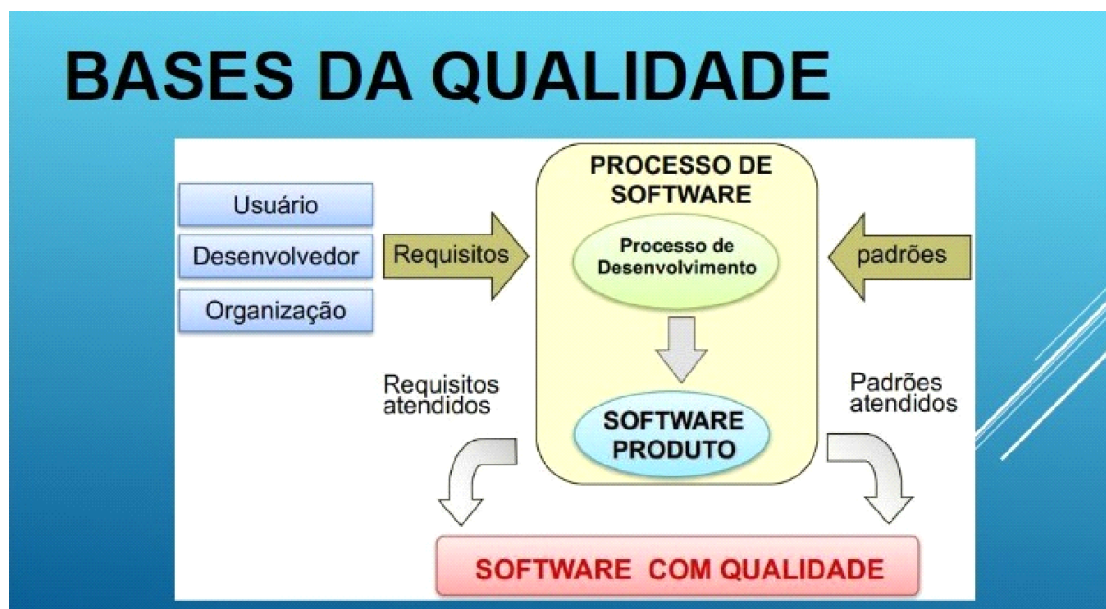 BASES DA QUALIDADE
Usuário
Desenvolvedor
Organização
Requisitos
PROCESSO DE
SOFTWARE
Processo de
Desenvolvimento
padrões
Requisitos
atendidos
SOFTWARE
PRODUTO
Padrões
atendidos
SOFTWARE COM QUALIDADE